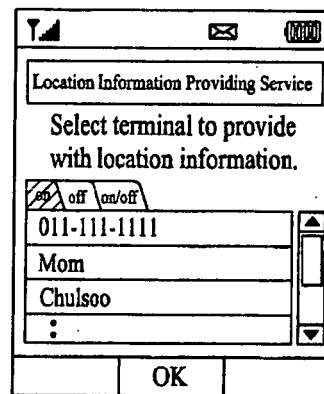 Location Information Providing Service
Select terminal to provide
with location information.
on off on/off
011-111-1111
Mom
Chulsoo
:
OK